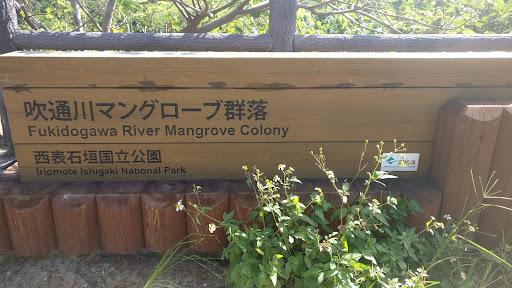 吹通川マングローブ群落
Fukidogawa River Mangrove Colony
西表石垣国立公園
Iriomote Ishigaki National Park